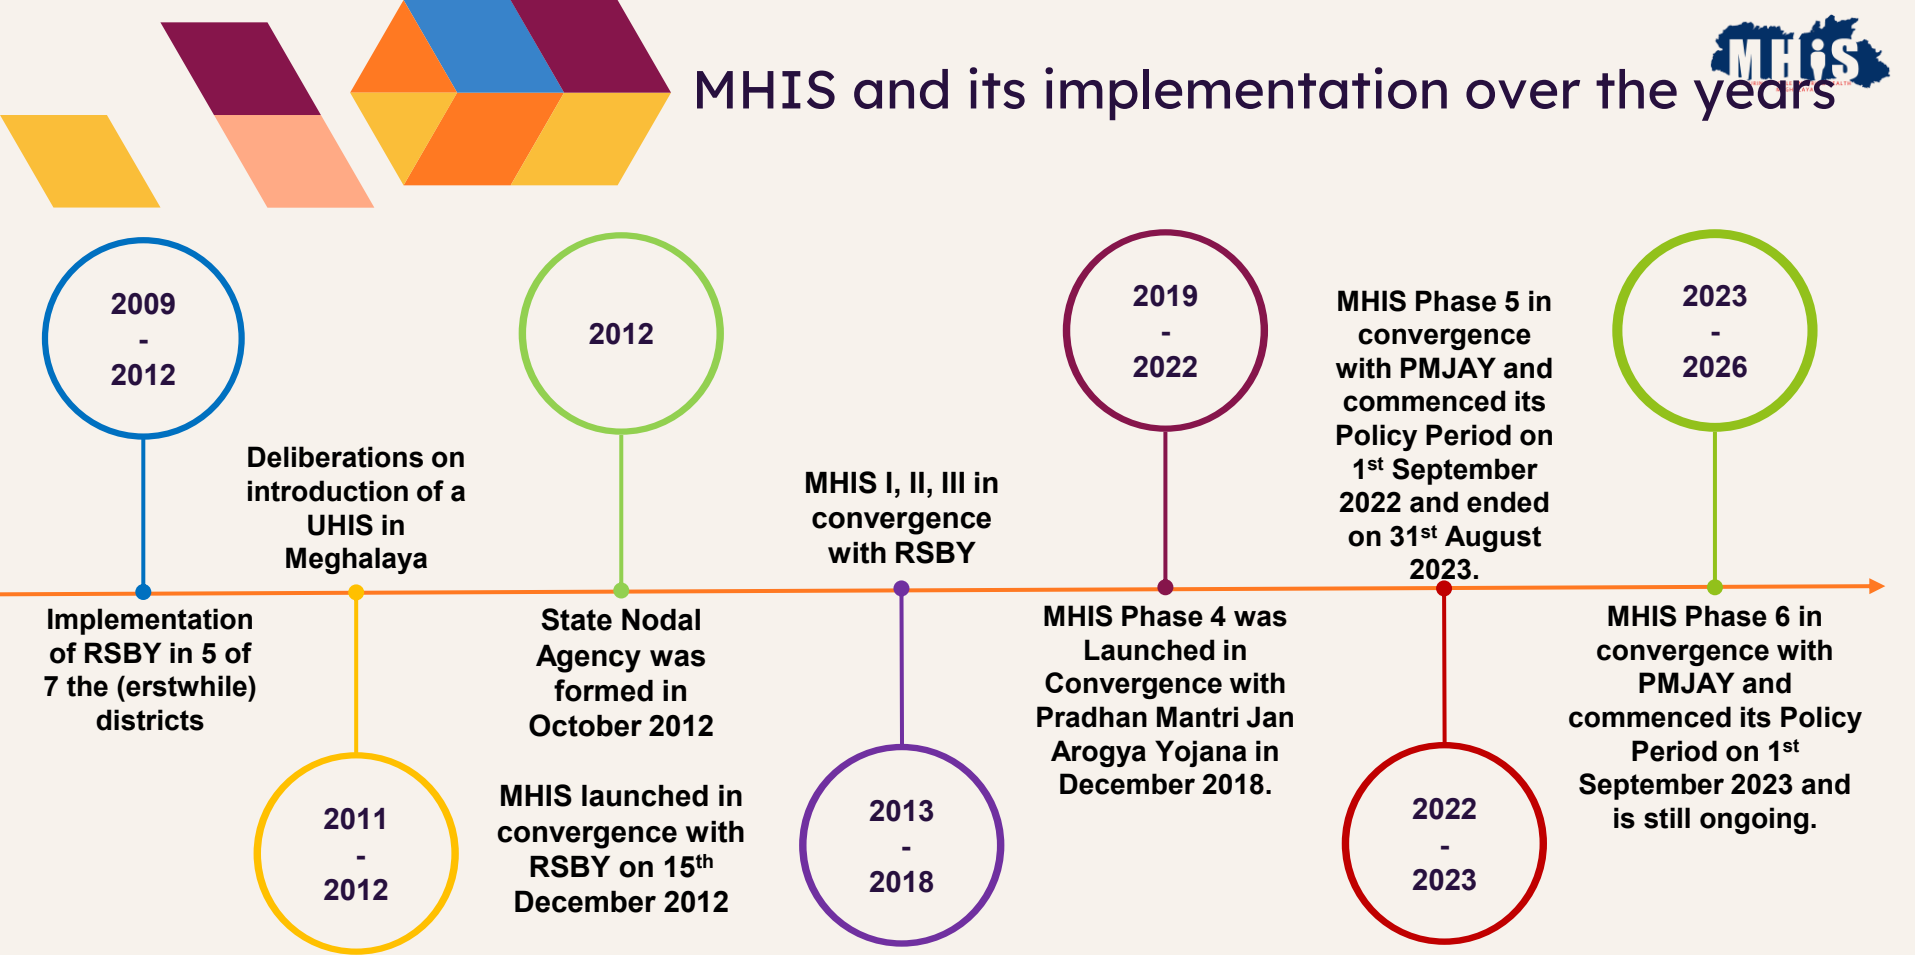 MHIS and its implementation over the years
MHiS
2009
-
2012
Implementation
of RSBY in 5 of
7 the (erstwhile)
districts
Deliberations on
introduction of a
UHIS in
Meghalaya
2011
-
2012
2012
State Nodal
Agency was
formed in
October 2012
MHIS launched in
convergence with
RSBY on 15th
December 2012
MHIS I, II, III in
convergence
with RSBY
2013
-
2018
2019
-
2022
MHIS Phase 4 was
Launched in
Convergence with
Pradhan Mantri Jan
Arogya Yojana in
December 2018.
MHIS Phase 5 in
convergence
with PMJAY and
commenced its
Policy Period on
1st September
2022 and ended
on 31st August
2023.
2022
-
2023
2023
-
2026
MHIS Phase 6 in
convergence with
PMJAY and
commenced its Policy
Period on 1st
September 2023 and
is still ongoing.